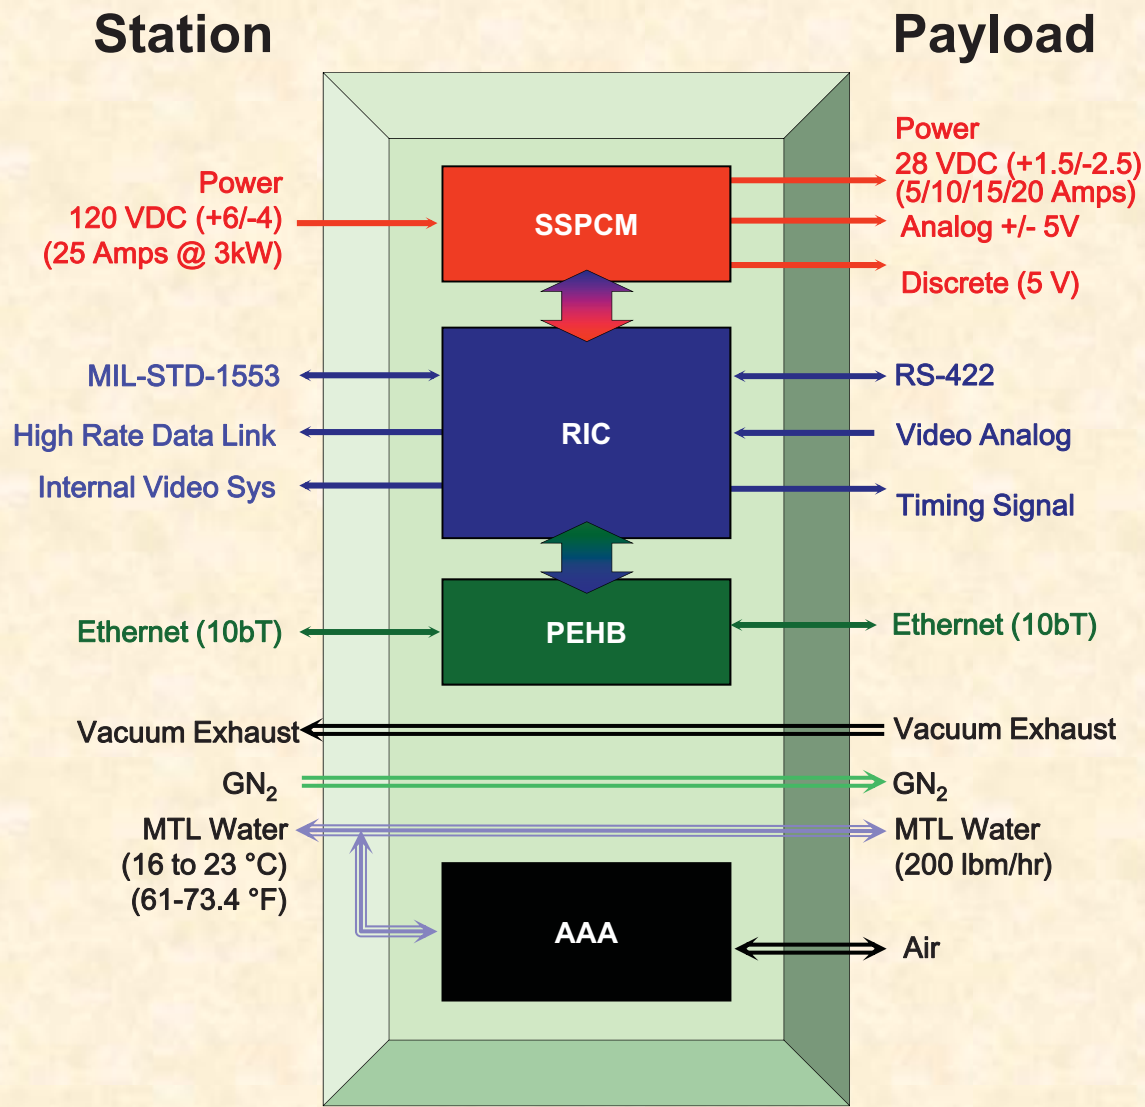 Station
Payload
Power
120 VDC (+6/-4)
(25 Amps @ 3kW)
SSPCM
Power
28 VDC (+1.5/-2.5)
(5/10/15/20 Amps)
Analog +/- 5V
Discrete (5 V)
MIL-STD-1553
High Rate Data Link
Internal Video Sys
RIC
RS-422
Video Analog
Timing Signal
Ethernet (10bT)
PEHB
Ethernet (10bT)
Vacuum Exhaust
Vacuum Exhaust
GN₂
GN₂
MTL Water
(16 to 23 °C)
(61-73.4 °F)
MTL Water
(200 lbm/hr)
AAA
Air